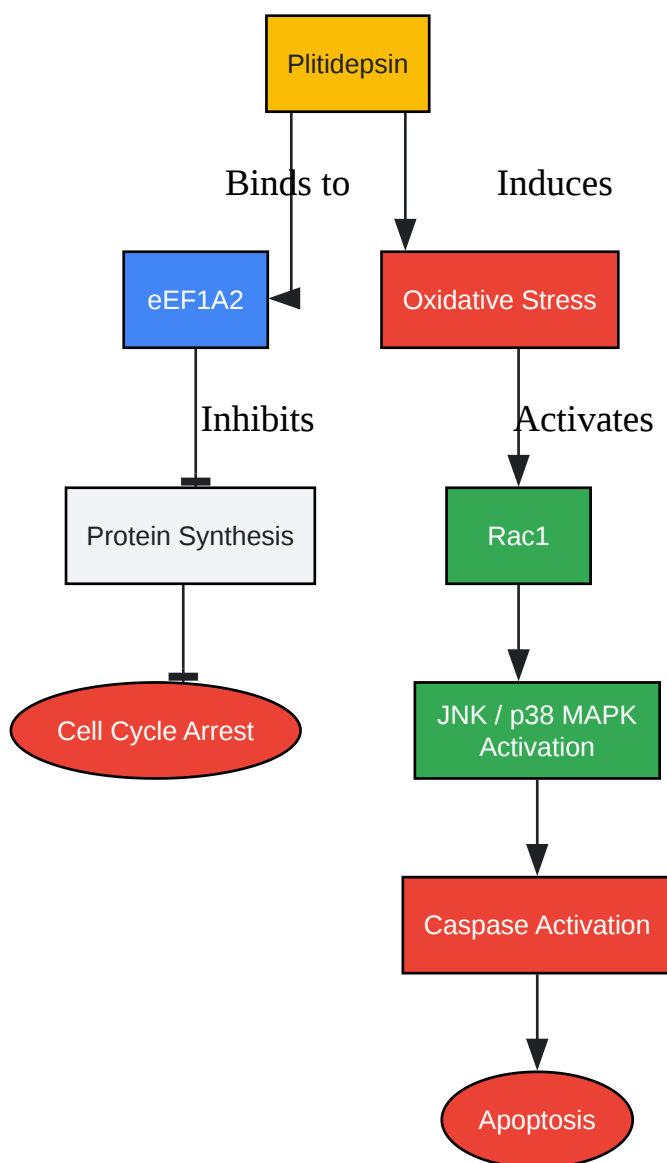 Plitidepsin
Binds to
Induces
eEF1A2
Oxidative Stress
Inhibits
Activates
Protein Synthesis
Rac1
Cell Cycle Arrest
JNK / p38 MAPK
Activation
Caspase Activation
Apoptosis